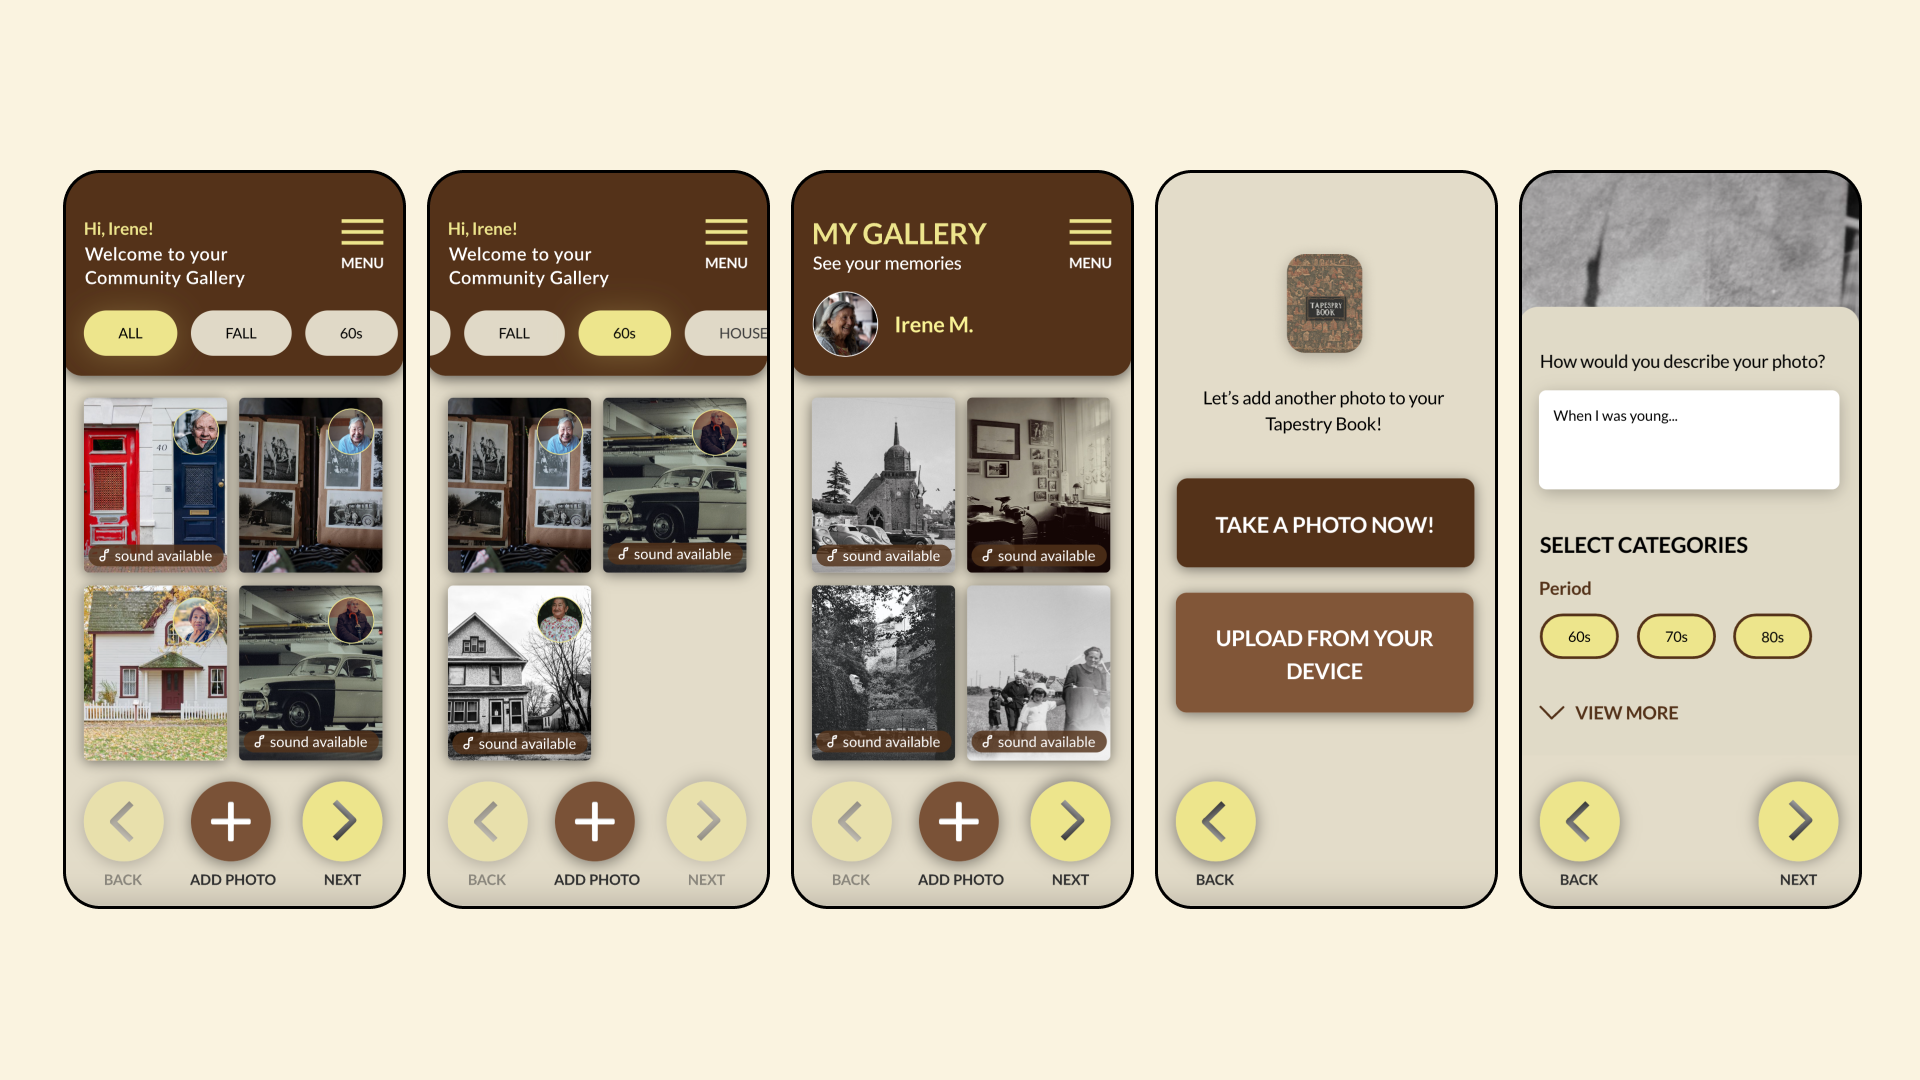 Hi, Irene!
Welcome to your
Community Gallery
MENU
ALL
FALL
60s
40
sound available
sound available
BACK
ADD PHOTO
NEXT
Hi, Irene!
Welcome to your
Community Gallery
MENU
FALL
60s
HOUSE
sound available
sound available
BACK
ADD PHOTO
NEXT
MY GALLERY
See your memories
MENU
Irene M.
sound available
sound available
sound available
sound available
BACK
ADD PHOTO
NEXT
TAPESTRY
BOOK
Let's add another photo to your
Tapestry Book!
TAKE A PHOTO NOW!
UPLOAD FROM YOUR
DEVICE
BACK
How would you describe your photo?
When I was young...
SELECT CATEGORIES
Period
60s
70s
80s
VIEW MORE
BACK
NEXT